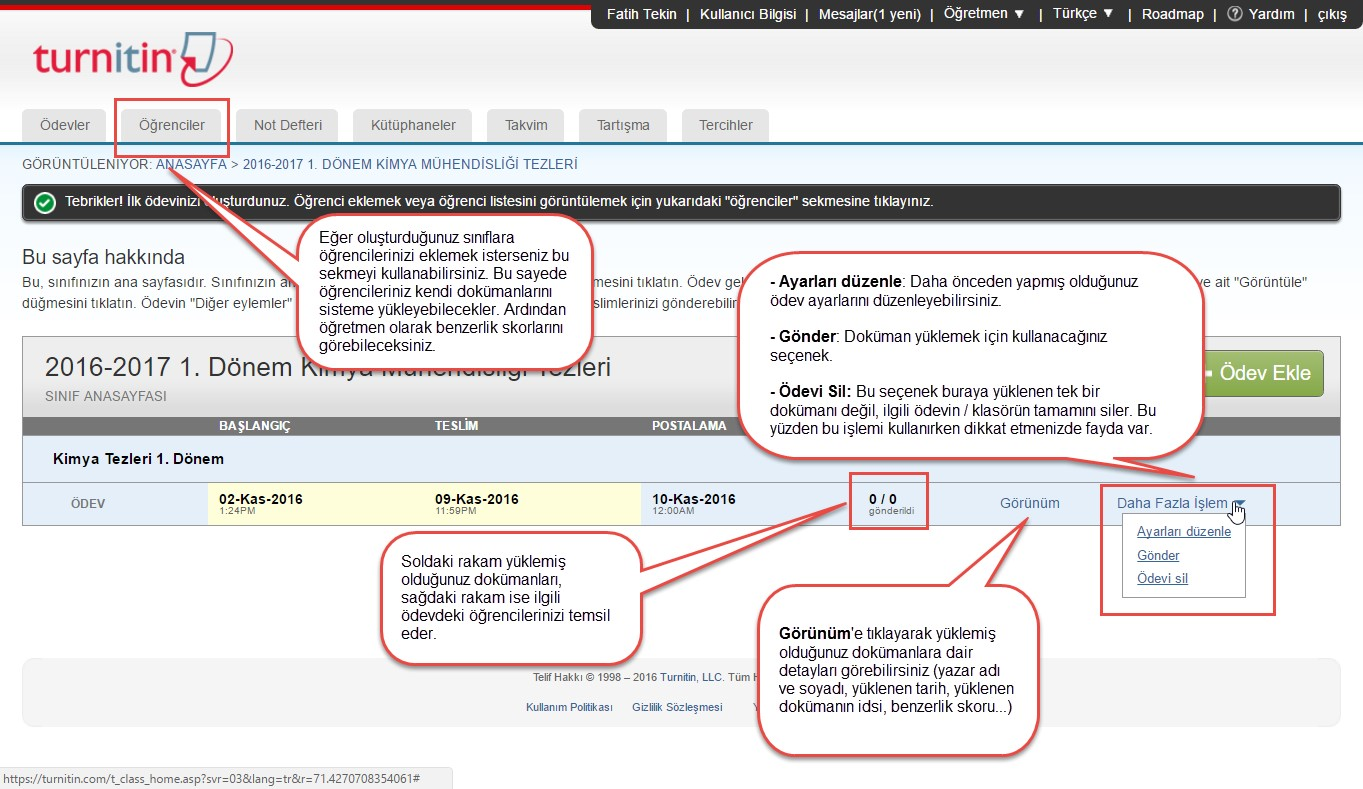 Fatih Tekin | Kullanıcı Bilgisi | Mesajlar(1 yeni) | Öğretmen ▼ | Türkçe ▼ | Roadmap | ? Yardım | çıkış
turnitin
Ödevler Öğrenciler Not Defteri Kütüphaneler Takvim Tartışma Tercihler
GÖRÜNTÜLENİYOR: ANASAYFA > 2016-2017 1. DÖNEM KİMYA MÜHENDİSLİĞİ TEZLERİ
Tebrikler! İlk ödevinizi oluşturdunuz. Öğrenci eklemek veya öğrenci listesini görüntülemek için yukarıdaki "öğrenciler" sekmesine tıklayınız.
Eğer oluşturduğunuz sınıflara
öğrencilerinizi eklemek isterseniz bu
sekmeyi kullanabilirsiniz. Bu sayede
öğrencileriniz kendi dokümanlarını
sisteme yükleyebilecekler. Ardından
öğretmen olarak benzerlik skorlarını
görebileceksiniz.
Bu sayfa hakkında
Bu, sınıfınızın ana sayfasıdır. Sınıfınızın mesini tıklatın. Ödev ait "Görüntüle"
düğmesini tıklatın. Ödevin "Diğer eylemler" slimlerinizi
- Ayarları düzenle: Daha önceden yapmış olduğunuz
ödev ayarlarını düzenleyebilirsiniz.
- Gönder: Doküman yüklemek için kullanacağınız
seçenek.
- Ödevi Sil: Bu seçenek buraya yüklenen tek bir
dokümanı değil, ilgili ödevin / klasörün tamamını siler. Bu
yüzden bu işlemi kullanırken dikkat etmenizde fayda var.
2016-2017 1. Dönem Kimya Mühendisliği Tezleri
Ödev Ekle
SINIF ANASAYFASI
BAŞLANGIÇ TESLİM POSTALAMA
Kimya Tezleri 1. Dönem
ÖDEV 02-Kas-2016 09-Kas-2016 10-Kas-2016 0 / 0 Görünüm Daha Fazla İşlem
1:24PM 11:59PM 12:00AM gönderildi
Ayarları düzenle
Gönder
Ödevi sil
Soldaki rakam yüklemiş
olduğunuz dokümanları,
sağdaki rakam ise ilgili
ödevdeki öğrencilerinizi temsil
eder.
Görünüm'e tıklayarak yüklemiş
olduğunuz dokümanlara dair
detayları görebilirsiniz (yazar adı
ve soyadı, yüklenen tarih, yüklenen
dokümanın idsi, benzerlik skoru...)
Telif Hakkı © 1998 – 2016 Turnitin, LLC. Tüm
Kullanım Politikası Gizlilik Sözleşmesi
https://turnitin.com/t_class_home.asp?svr=03&lang=tr&r=71.4270708354061#